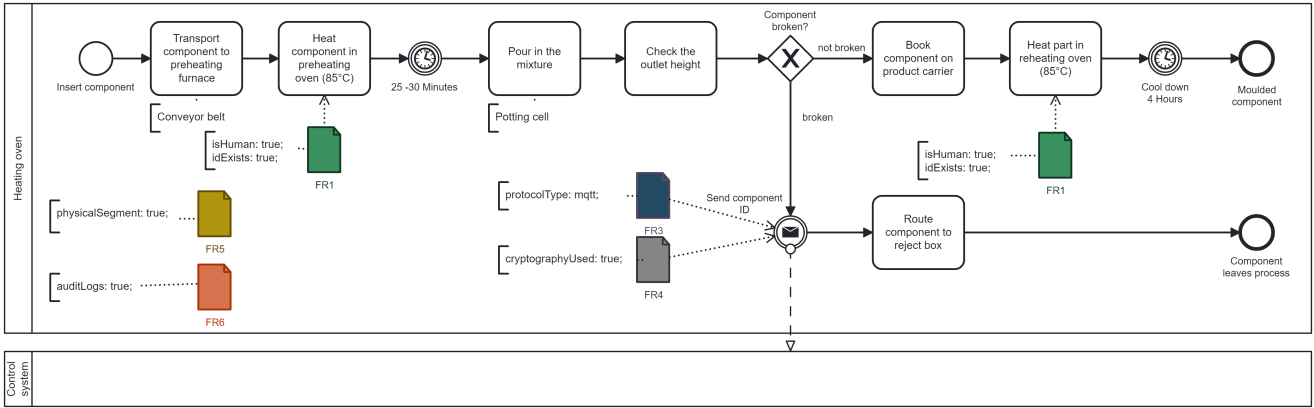 Heating oven
Insert component
Transport
component to
preheating
furnace
Conveyor belt
Heat
component in
preheating
oven (85°C)
isHuman: true;
idExists: true;
FR1
25 -30 Minutes
Pour in the
mixture
Potting cell
Check the
outlet height
Component
broken?
not broken
broken
Book
component on
product carrier
Heat part in
reheating oven
(85°C)
isHuman: true;
idExists: true;
FR1
Cool down
4 Hours
Moulded
component
physicalSegment: true;
FR5
auditLogs: true;
FR6
protocolType: mqtt;
FR3
cryptographyUsed: true;
FR4
Send component
ID
Route
component to
reject box
Component
leaves process
Control
system